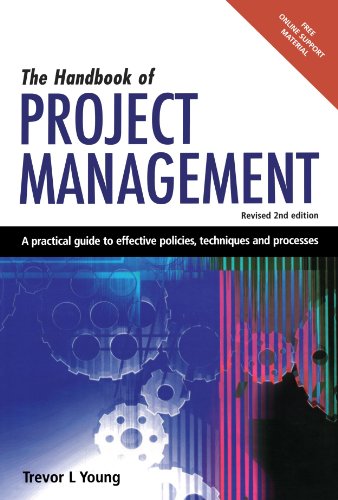 FREE
ONLINE SUPPORT
MATERIAL
The Handbook of
PROJECT
MANAGEMENT
Revised 2nd edition
A practical guide to effective policies, techniques and processes
Trevor L Young